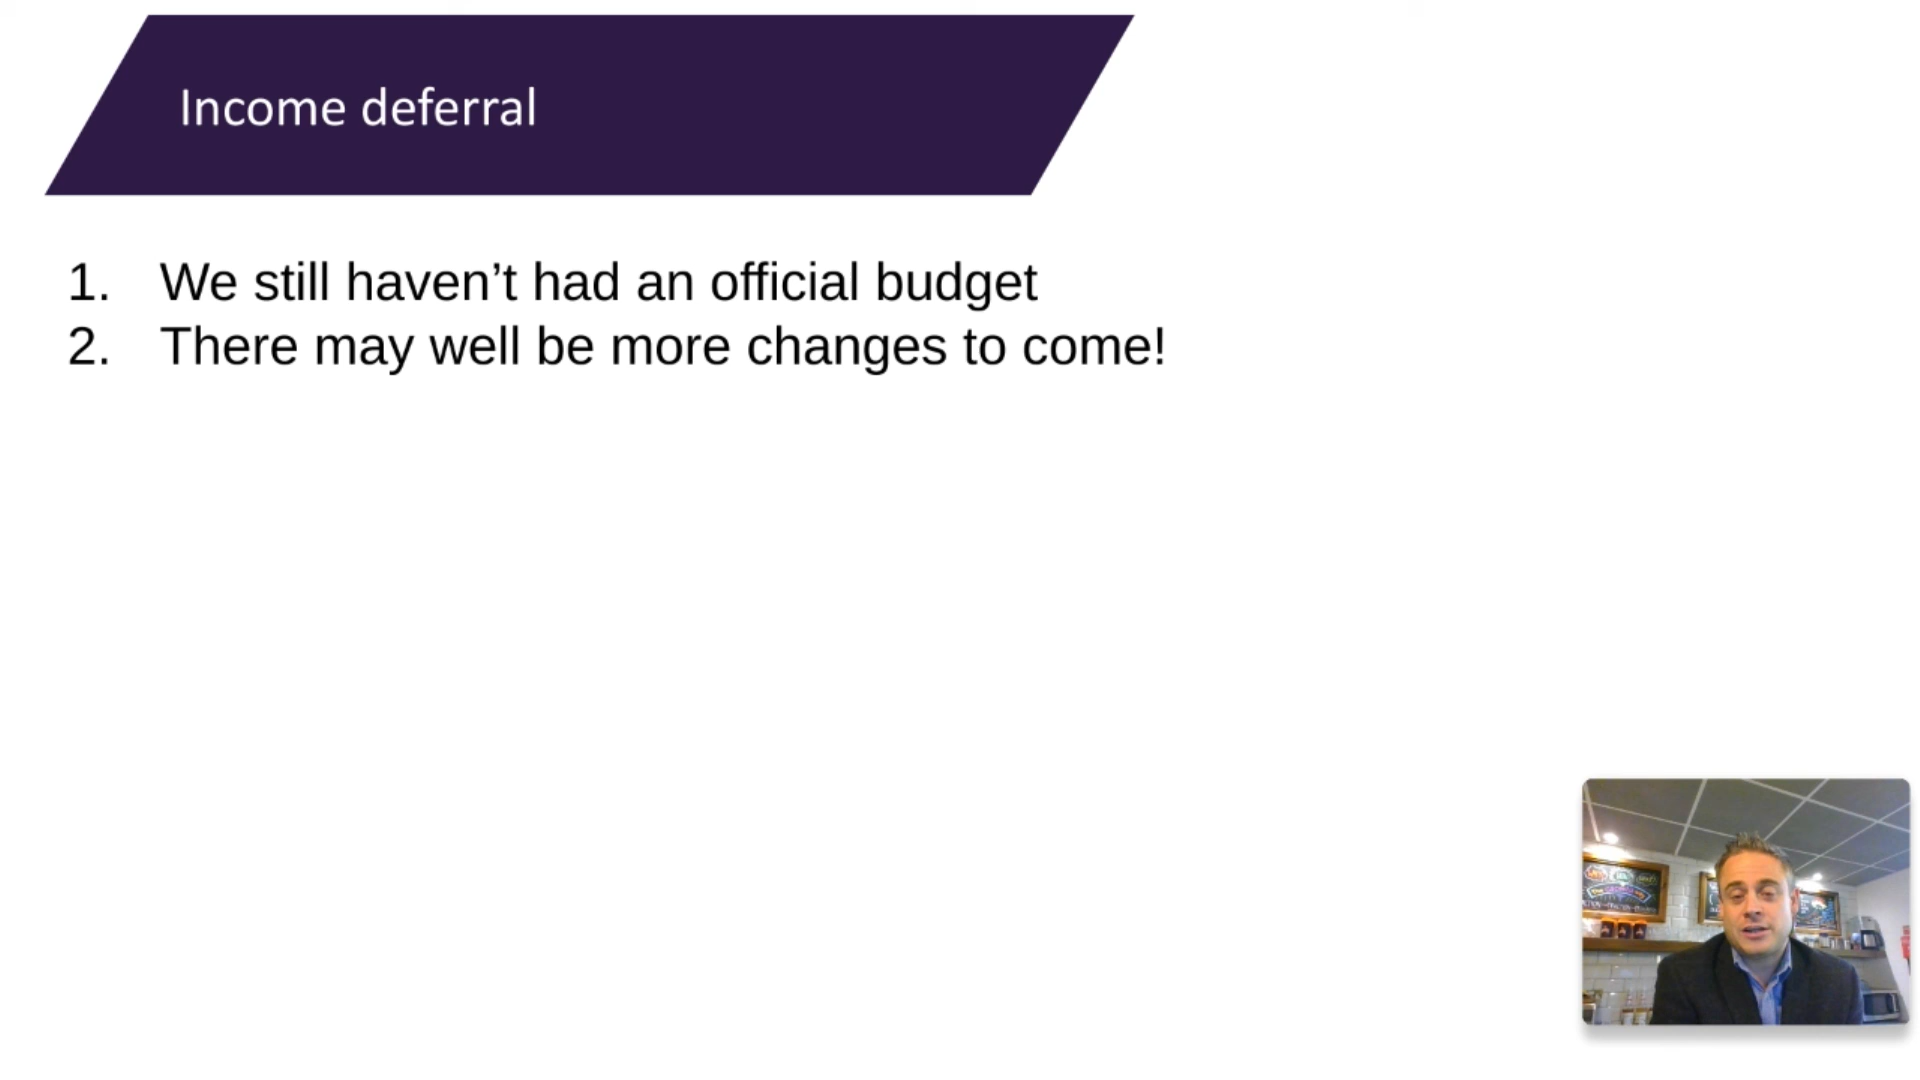 Income deferral
1. We still haven’t had an official budget
2. There may well be more changes to come!